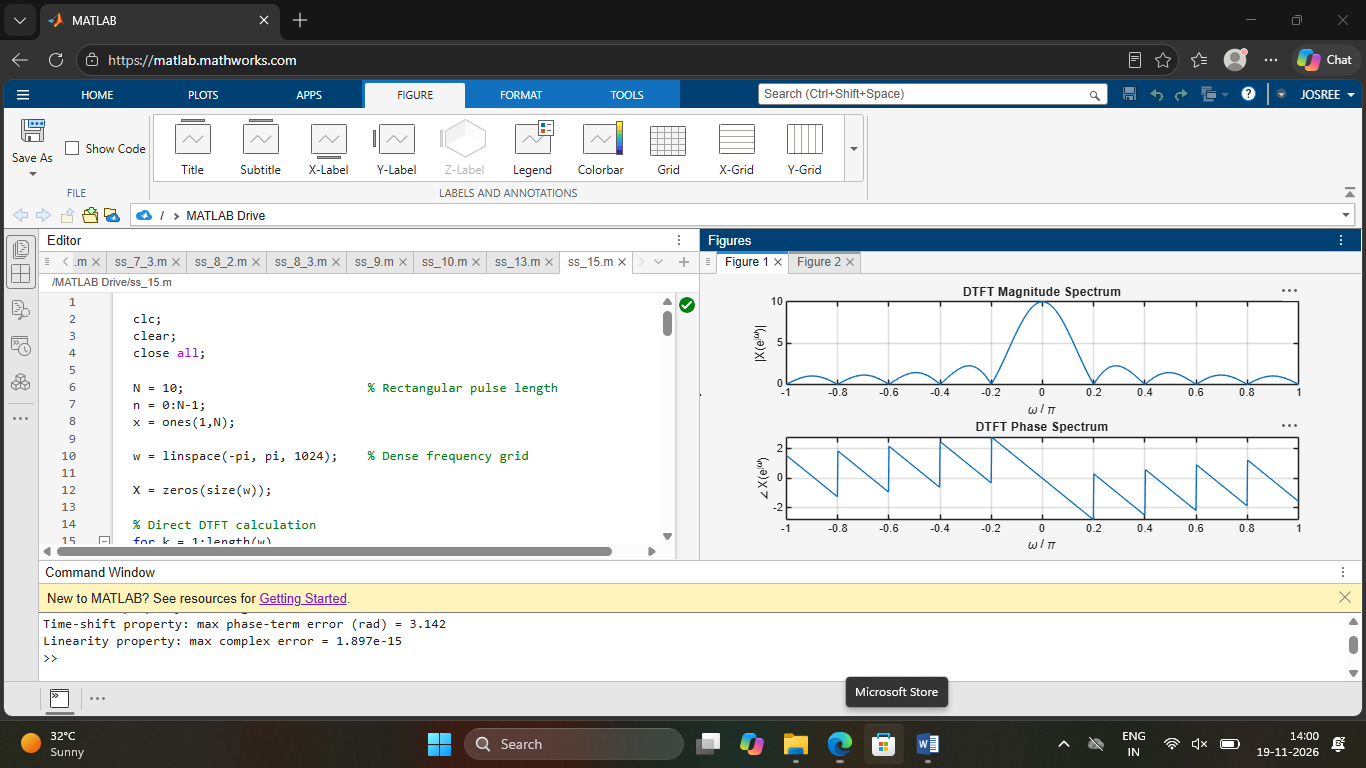 MATLAB
https://matlab.mathworks.com
Chat
HOME PLOTS APPS FIGURE FORMAT TOOLS
Search (Ctrl+Shift+Space)
JOSREE
Save As
Show Code
Title Subtitle X-Label Y-Label Z-Label Legend Colorbar Grid X-Grid Y-Grid
FILE
LABELS AND ANNOTATIONS
/ > MATLAB Drive
Editor
.m ss_7_3.m ss_8_2.m ss_8_3.m ss_9.m ss_10.m ss_13.m ss_15.m
/MATLAB Drive/ss_15.m
1
2 clc;
3 clear;
4 close all;
5
6 N = 10; % Rectangular pulse length
7 n = 0:N-1;
8 x = ones(1,N);
9
10 w = linspace(-pi, pi, 1024); % Dense frequency grid
11
12 X = zeros(size(w));
13
14 % Direct DTFT calculation
15 for k = 1:length(w)
Figures
Figure 1 Figure 2
DTFT Magnitude Spectrum
|X(e^{jω})|
10
5
0
-1 -0.8 -0.6 -0.4 -0.2 0 0.2 0.4 0.6 0.8 1
ω / π
DTFT Phase Spectrum
∠ X(e^{jω})
2
0
-2
-1 -0.8 -0.6 -0.4 -0.2 0 0.2 0.4 0.6 0.8 1
ω / π
Command Window
New to MATLAB? See resources for Getting Started.
Time-shift property: max phase-term error (rad) = 3.142
Linearity property: max complex error = 1.897e-15
>>
Microsoft Store
32°C
Sunny
Search
ENG
IN
14:00
19-11-2026